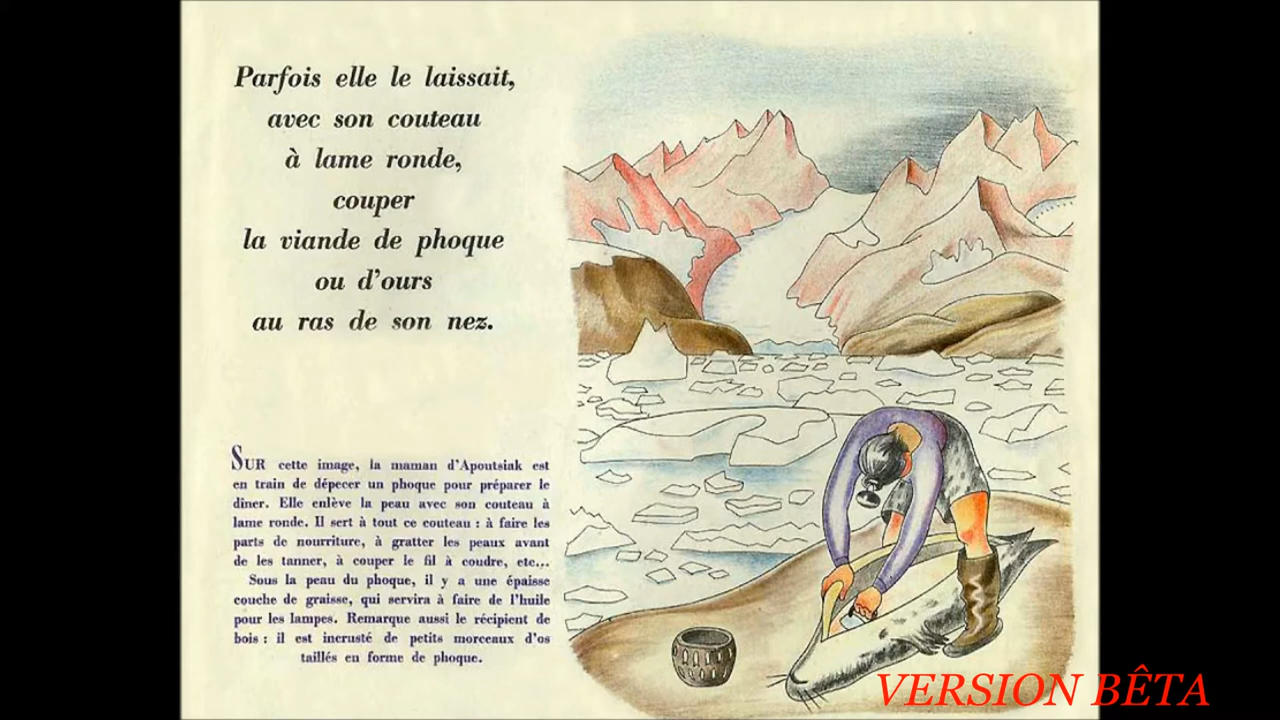 Parfois elle le laissait,
avec son couteau
à lame ronde,
couper
la viande de phoque
ou d'ours
au ras de son nez.
SUR cette image, la maman d'Apoutsiak est
en train de dépecer un phoque pour préparer le
dîner. Elle enlève la peau avec son couteau à
lame ronde. Il sert à tout ce couteau : à faire les
parts de nourriture, à gratter les peaux avant
de les tanner, à couper le fil à coudre, etc...
Sous la peau du phoque, il y a une épaisse
couche de graisse, qui servira à faire de l'huile
pour les lampes. Remarque aussi le récipient de
bois : il est incrusté de petits morceaux d'os
taillés en forme de phoque.
VERSION BÊTA